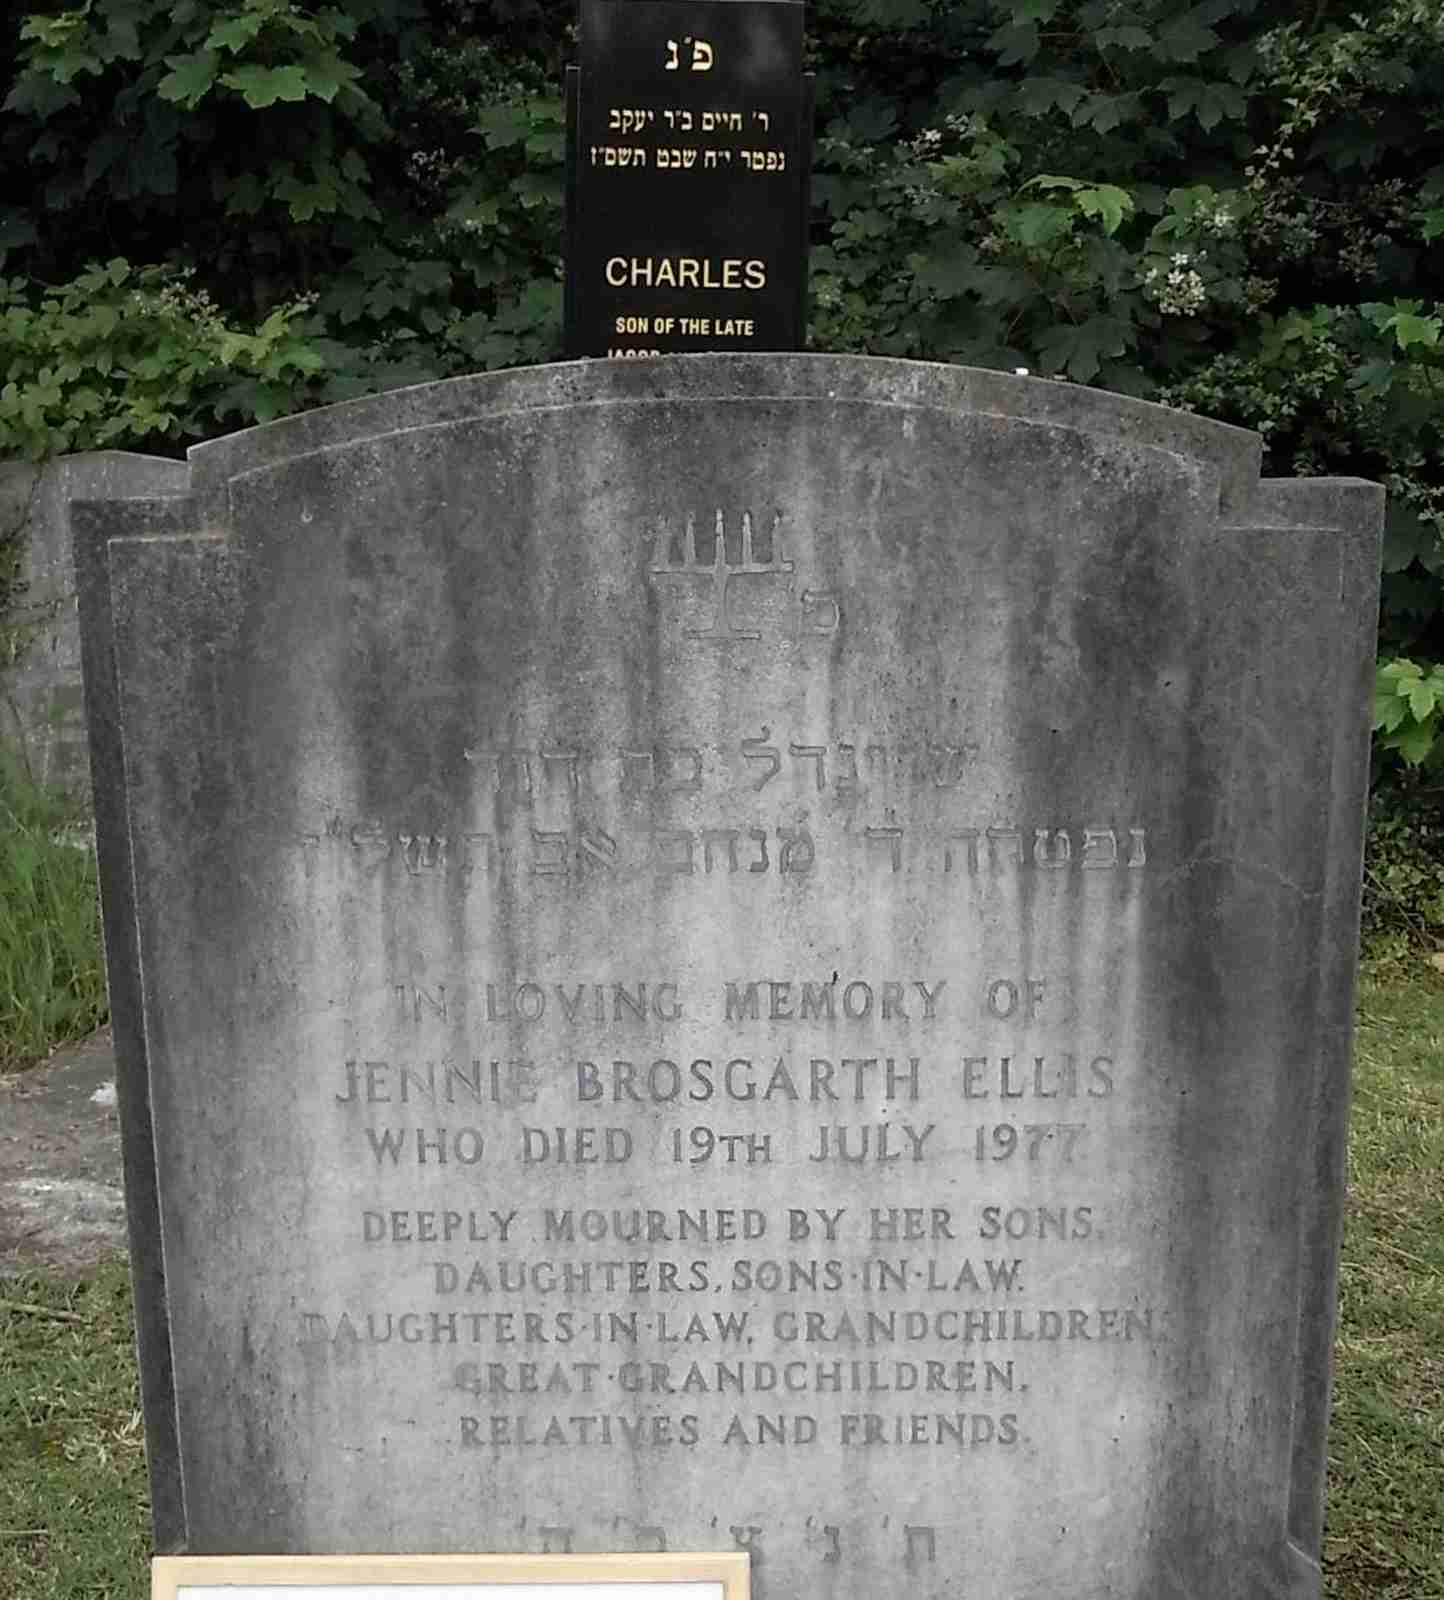 פ״נ
ר׳ חיים ב״ר יעקב
נפטר י״ח שבט תשמ״ז
CHARLES
SON OF THE LATE
JACOB
פ׳
שיינדל בת דוד
נפטרה ד׳ מנחם אב תשל״ז
IN LOVING MEMORY OF
JENNIE BROSGARTH ELLIS
WHO DIED 19TH JULY 1977
DEEPLY MOURNED BY HER SONS,
DAUGHTERS, SONS·IN·LAW.
DAUGHTERS·IN·LAW, GRANDCHILDREN,
GREAT·GRANDCHILDREN,
RELATIVES AND FRIENDS.
ת׳ נ׳ צ׳ ב׳ ה׳